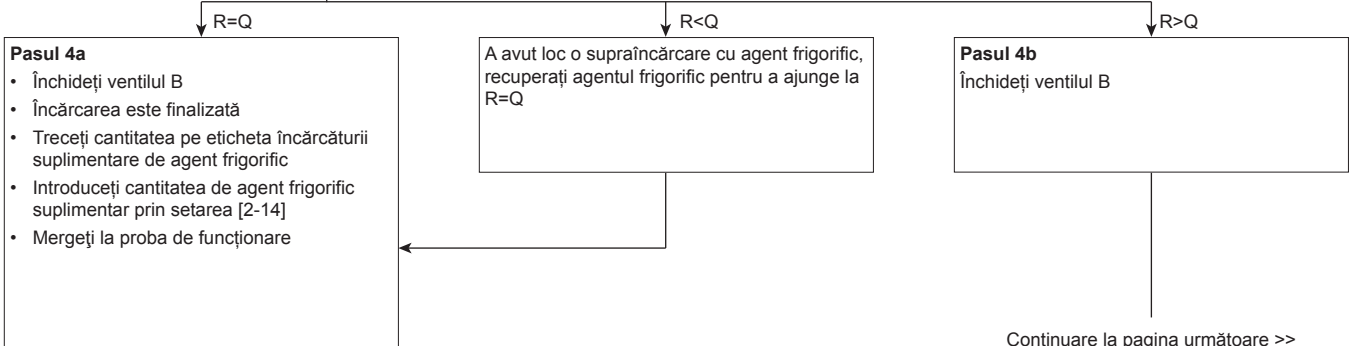 R=Q
R<Q
R>Q
Pasul 4a
• Închideți ventilul B
• Încărcarea este finalizată
• Treceți cantitatea pe eticheta încărcăturii
suplimentare de agent frigorific
• Introduceți cantitatea de agent frigorific
suplimentar prin setarea [2-14]
• Mergeţi la proba de funcționare
A avut loc o supraîncărcare cu agent frigorific,
recuperați agentul frigorific pentru a ajunge la
R=Q
Pasul 4b
Închideți ventilul B
Continuare la pagina următoare >>